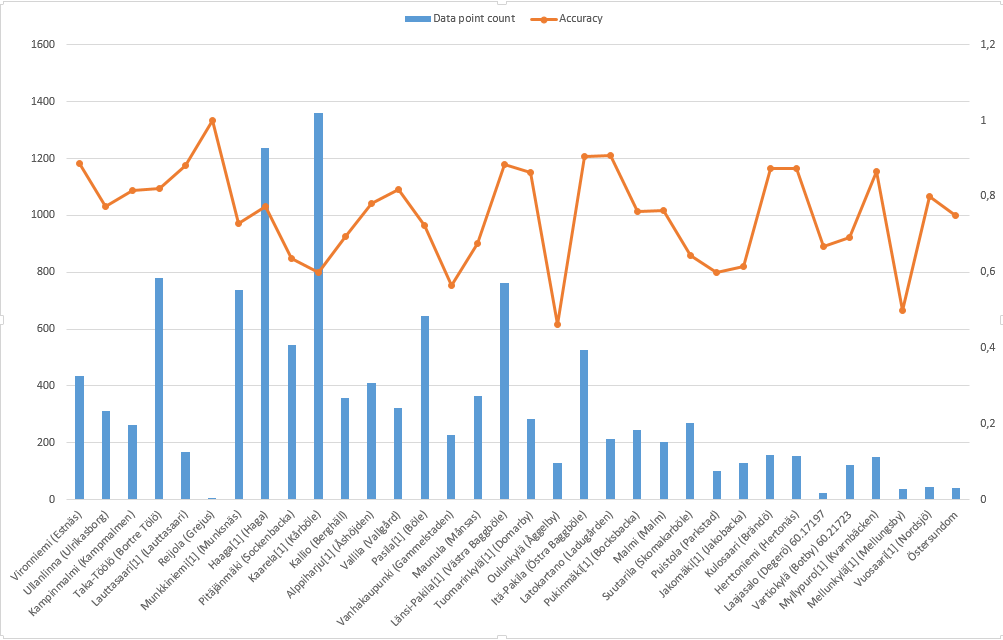 Data point count
Accuracy
1600
1400
1200
1000
800
600
400
200
0
1,2
1
0,8
0,6
0,4
0,2
0
Vironniemi (Estnäs)
Ullanlinna (Ulrikasborg)
Kampinmalmi (Kampmalmen)
Taka-Töölö (Bortre Tölö)
Lauttasaari[1] (Lauttasaari)
Reijola (Grejus)
Munkkiniemi[1] (Munksnäs)
Haaga[1] (Haga)
Pitäjänmäki (Sockenbacka)
Kaarela[1] (Kårböle)
Kallio (Berghäll)
Alppiharju[1] (Åshöjden)
Vallila (Vallgård)
Pasila[1] (Böle)
Vanhakaupunki (Gammelstaden)
Maunula (Månsas)
Länsi-Pakila[1] (Västra Baggböle)
Tuomarinkylä[1] (Domarby)
Oulunkylä (Åggelby)
Itä-Pakila (Östra Baggböle)
Latokartano (Ladugården)
Pukinmäki[1] (Bocksbacka)
Malmi (Malm)
Suutarila (Skomakarböle)
Puistola (Parkstad)
Jakomäki[1] (Jakobacka)
Kulosaari (Brändö)
Herttoniemi (Hertonäs)
Laajasalo (Degerö) 60.17197
Vartiokylä (Botby) 60.21723
Myllypuro[1] (Kvarnbäcken)
Mellunkylä[1] (Mellungsby)
Vuosaari[1] (Nordsjö)
Östersundom